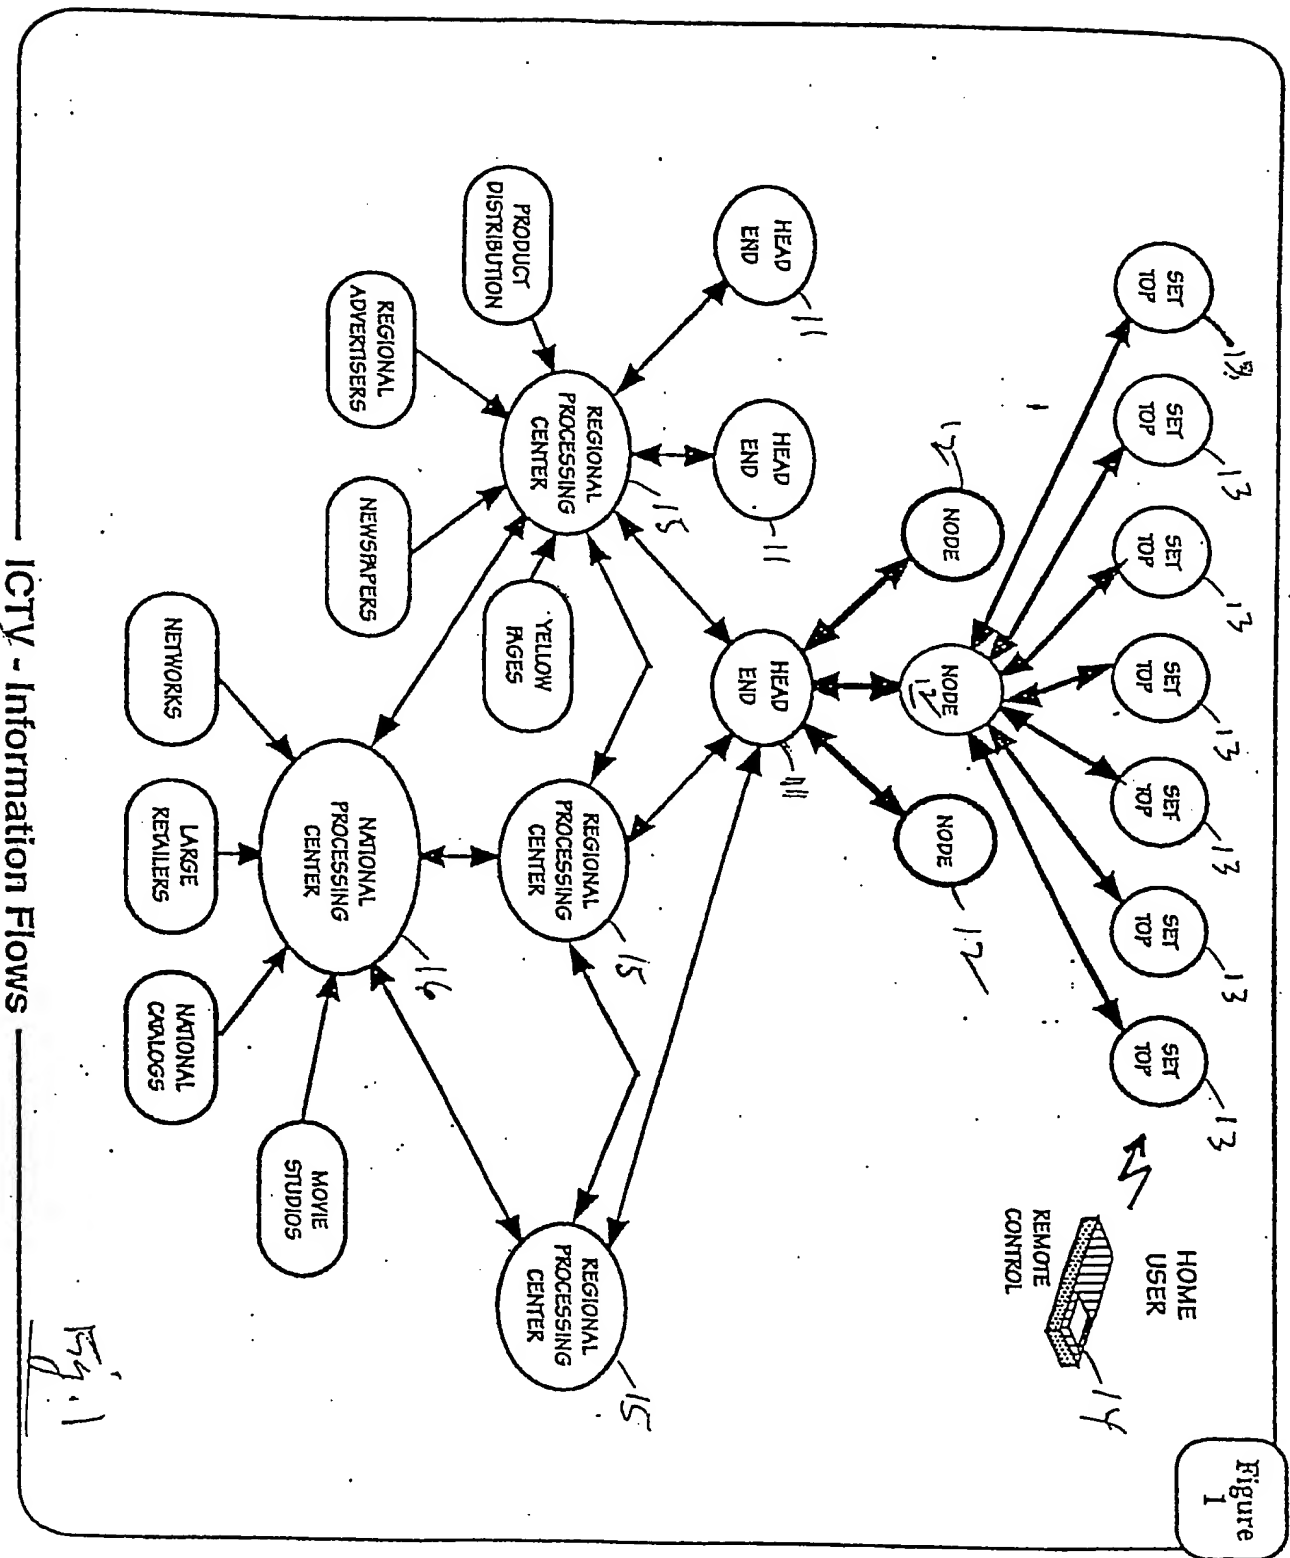 Figure
1
HOME
USER
REMOTE
CONTROL
14
SET
TOP
13
SET
TOP
13
SET
TOP
13
SET
TOP
13
SET
TOP
13
SET
TOP
13
SET
TOP
NODE
12
NODE
12
NODE
12
HEAD
END
11
HEAD
END
11
HEAD
END
11
PRODUCT
DISTRIBUTION
REGIONAL
PROCESSING
CENTER
15
REGIONAL
PROCESSING
CENTER
15
REGIONAL
PROCESSING
CENTER
15
REGIONAL
ADVERTISERS
NEWSPAPERS
YELLOW
PAGES
NATIONAL
PROCESSING
CENTER
16
MOVIE
STUDIOS
NETWORKS
LARGE
RETAILERS
NATIONAL
CATALOGS
Fig. 1
ICTV - Information Flows